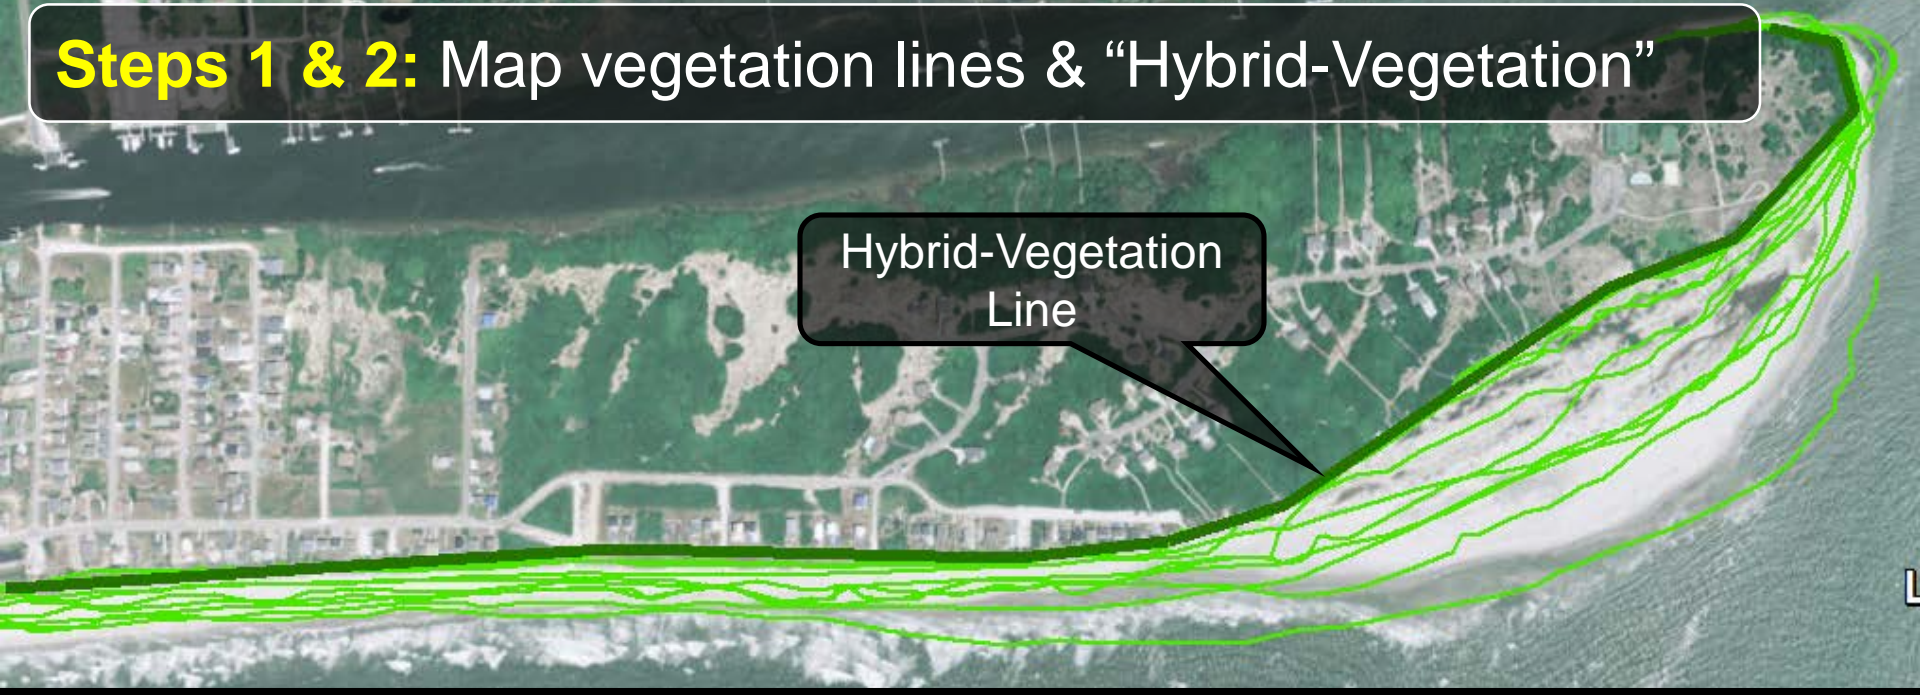 Steps 1 & 2: Map vegetation lines & “Hybrid-Vegetation”
Hybrid-Vegetation
Line
L